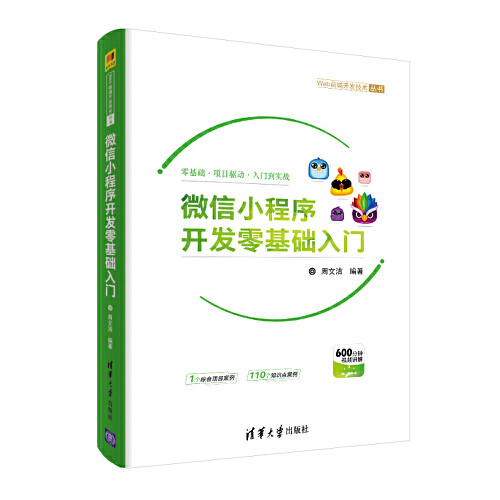 Web前端开发技术丛书
零基础·项目驱动·入门到实战
微信小程序
开发零基础入门
周文洁 编著
600分钟
视频讲解
1个综合项目案例
110个知识点案例
清华大学出版社
微信小程序开发零基础入门
周文洁 编著
清华大学出版社